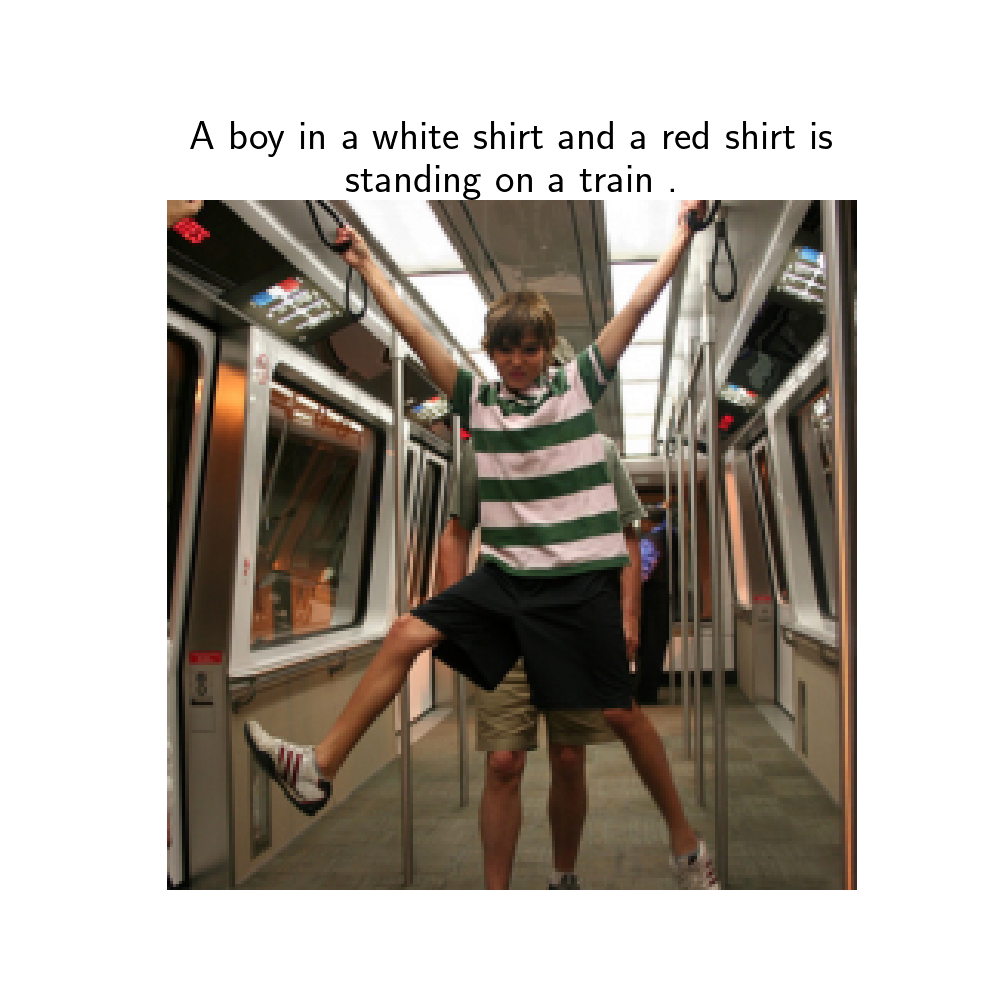 A boy in a white shirt and a red shirt is
standing on a train .